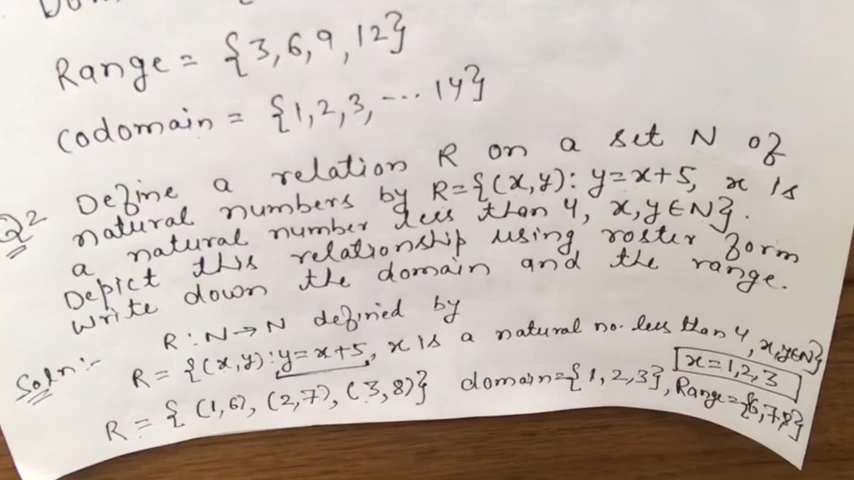 Range = {3, 6, 9, 12}
Codomain = {1, 2, 3, ... 14}
Q2 Define a relation R on a set N of
natural numbers by R = {(x, y) : y = x + 5, x is
a natural number less than 4, x, y ∈ N}.
Depict this relationship using roster form
write down the domain and the range.
Soln:- R : N → N defined by
R = {(x, y) : y = x + 5, x is a natural no. less than 4, x, y ∈ N}
x = 1, 2, 3
R = { (1, 6), (2, 7), (3, 8)} domain = {1, 2, 3}, Range = {6, 7, 8}